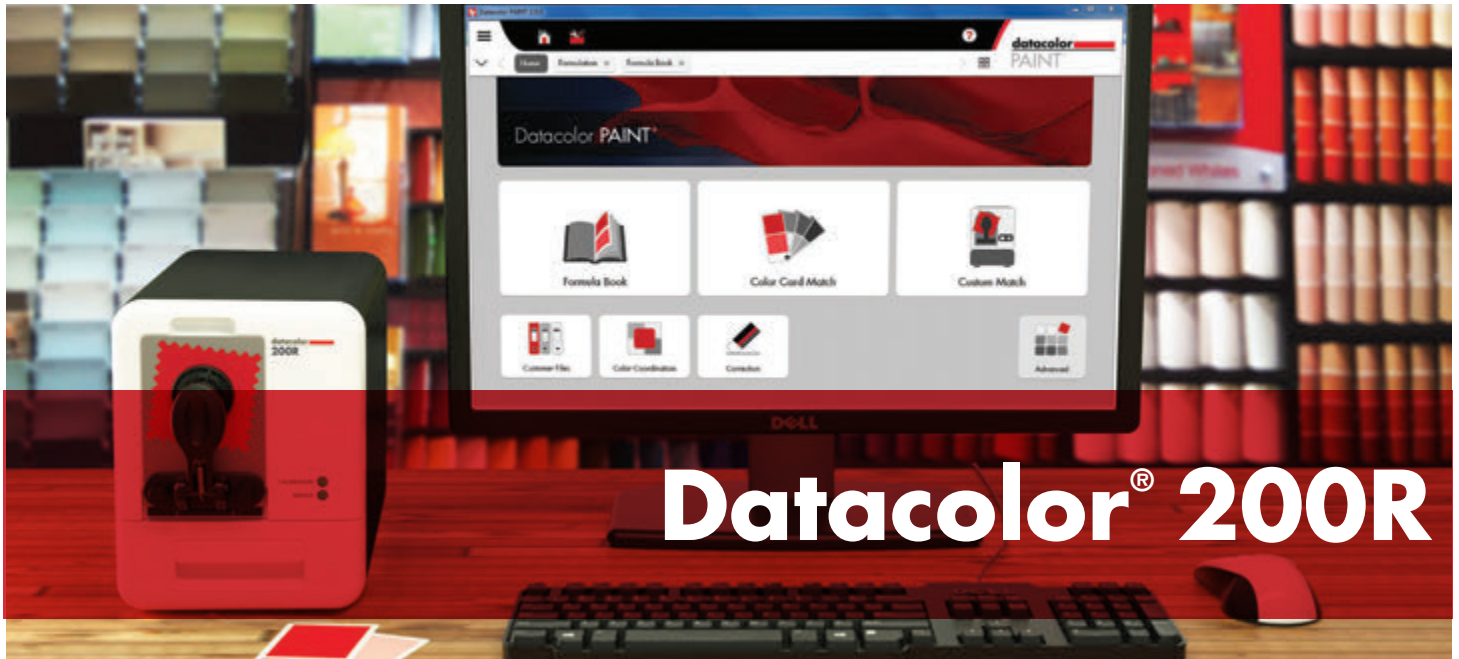 Datacolor PAINT
?
datacolor
PAINT
Home
Formulation
Formula Book
Datacolor PAINT
Formula Book
Color Card Match
Custom Match
Customer Files
Color Coordination
Correction
Advanced
datacolor
200R
DELL
Datacolor® 200R